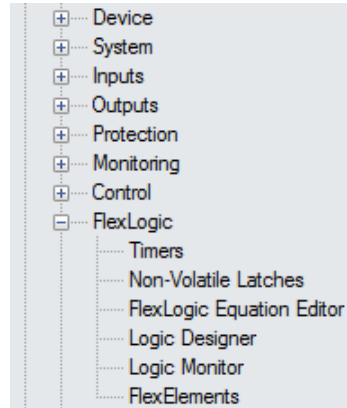 Device
System
Inputs
Outputs
Protection
Monitoring
Control
FlexLogic
Timers
Non-Volatile Latches
FlexLogic Equation Editor
Logic Designer
Logic Monitor
FlexElements